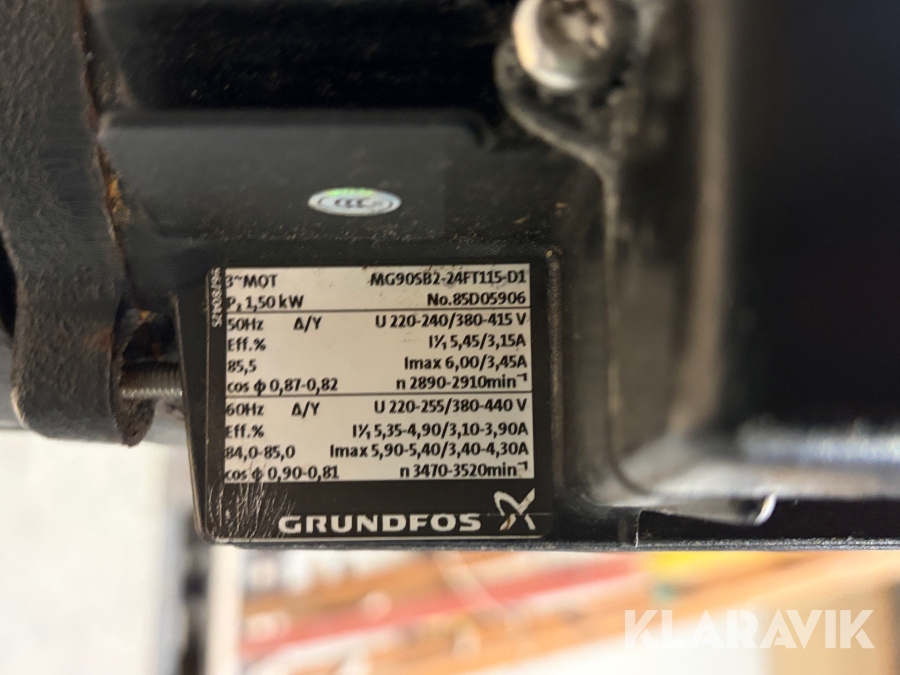 3~MOT MG90SB2-24FT115-D1
P₂ 1,50 kW No.85D05906
50Hz Δ/Y U 220-240/380-415 V
Eff.% I⅟₁ 5,45/3,15A
85,5 Imax 6,00/3,45A
cos ϕ 0,87-0,82 n 2890-2910min⁻¹
60Hz Δ/Y U 220-255/380-440 V
Eff.% I⅟₁ 5,35-4,90/3,10-3,90A
84,0-85,0 Imax 5,90-5,40/3,40-4,30A
cos ϕ 0,90-0,81 n 3470-3520min⁻¹
GRUNDFOS
KLARAVIK